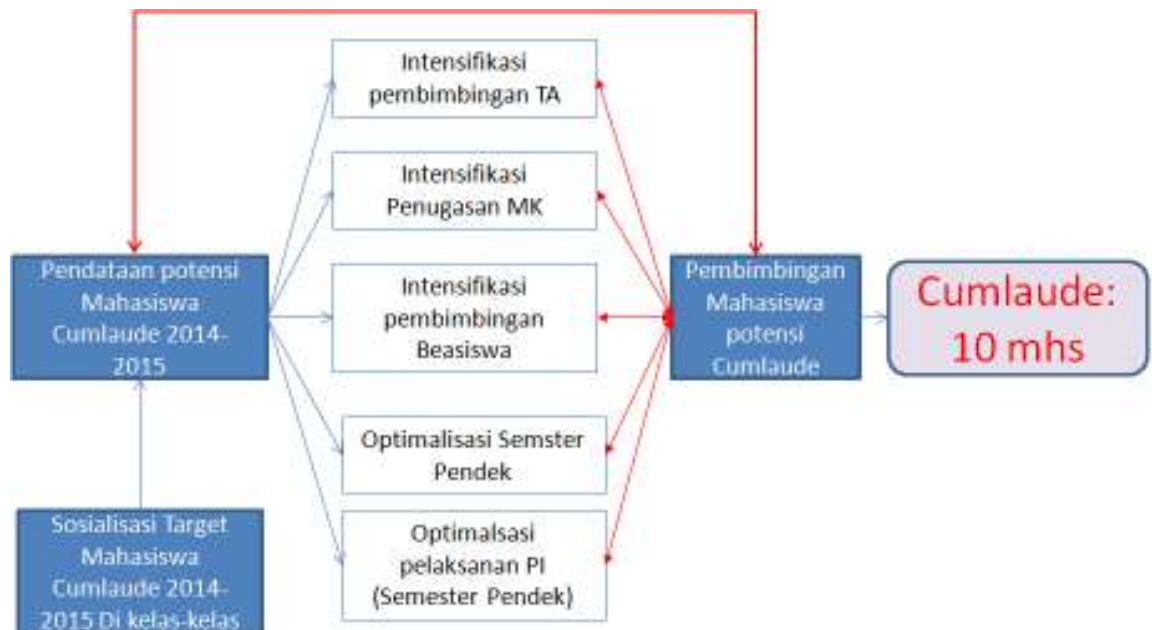 Intensifikasi
pembimbingan TA
Intensifikasi
Penugasan MK
Pendataan potensi
Mahasiswa
Cumlaude 2014-
2015
Intensifikasi
pembimbingan
Beasiswa
Pembimbingan
Mahasiswa
potensi
Cumlaude
Cumlaude:
10 mhs
Optimalisasi Semster
Pendek
Sosialisasi Target
Mahasiswa
Cumlaude 2014-
2015 Di kelas-kelas
Optimalsasi
pelaksanan PI
(Semester Pendek)